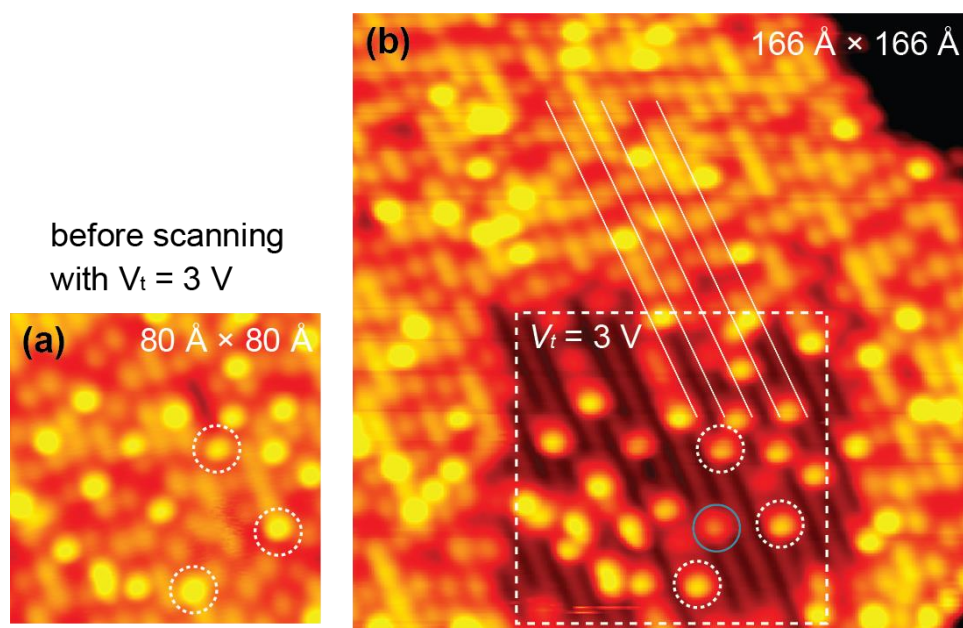 before scanning
with Vt = 3 V
(a)
80 Å × 80 Å
(b)
166 Å × 166 Å
Vt = 3 V